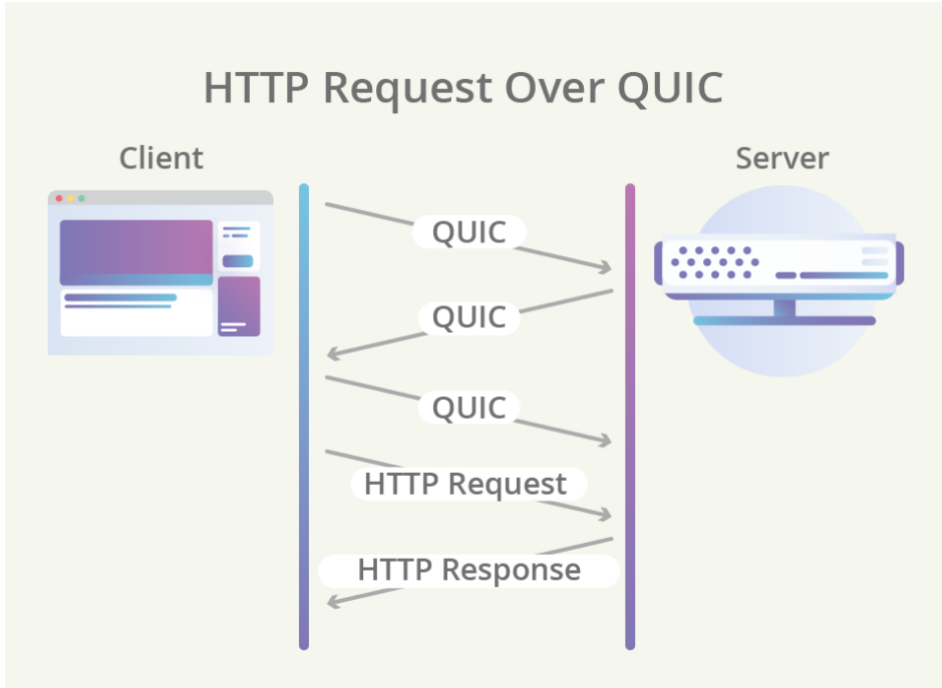 HTTP Request Over QUIC
Client
Server
QUIC
QUIC
QUIC
HTTP Request
HTTP Response